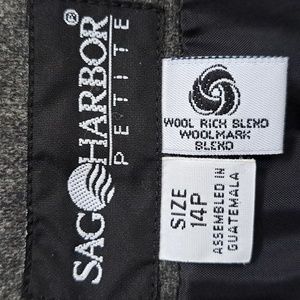 SAG HARBOR®
PETITE
WOOL RICH BLEND
WOOLMARK
BLEND
SIZE
14P
ASSEMBLED IN
GUATEMALA